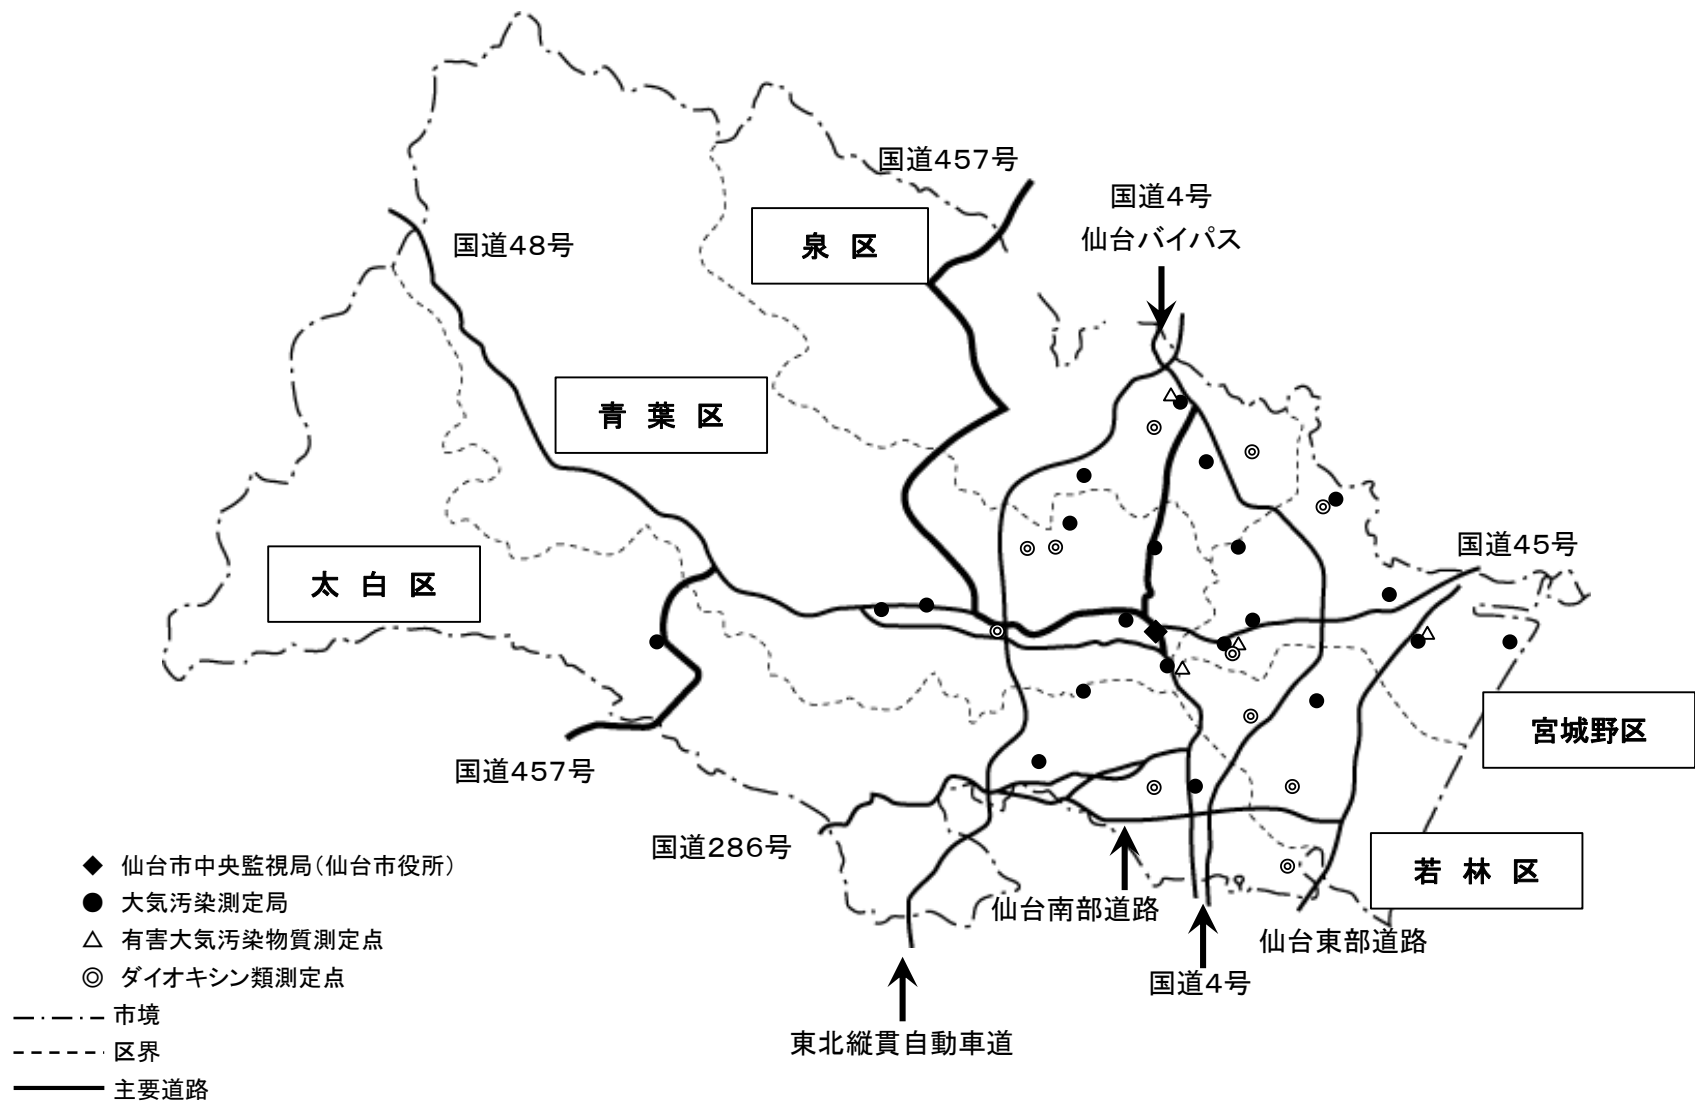 国道457号
国道4号
仙台バイパス
国道48号
泉 区
青 葉 区
国道45号
太 白 区
宮城野区
国道457号
国道286号
若 林 区
仙台南部道路
仙台東部道路
国道4号
東北縦貫自動車道
仙台市中央監視局(仙台市役所)
大気汚染測定局
有害大気汚染物質測定点
ダイオキシン類測定点
市境
区界
主要道路